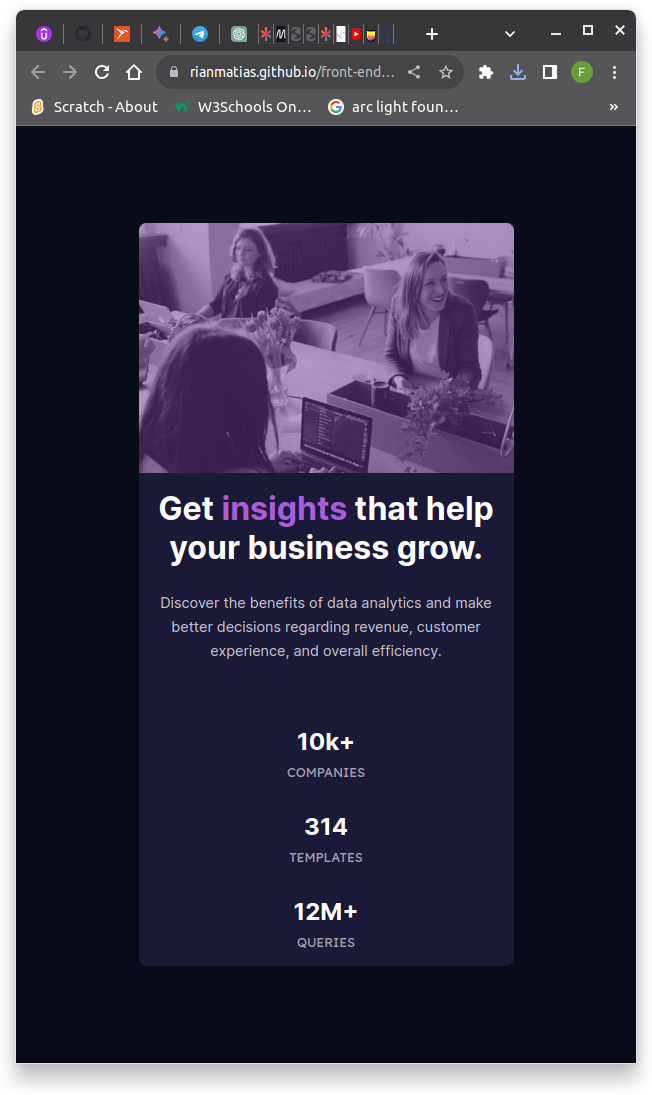 rianmatias.github.io/front-end…
F
Scratch - About
W3Schools On…
arc light foun…
»
Get insights that help
your business grow.
Discover the benefits of data analytics and make
better decisions regarding revenue, customer
experience, and overall efficiency.
10k+
COMPANIES
314
TEMPLATES
12M+
QUERIES